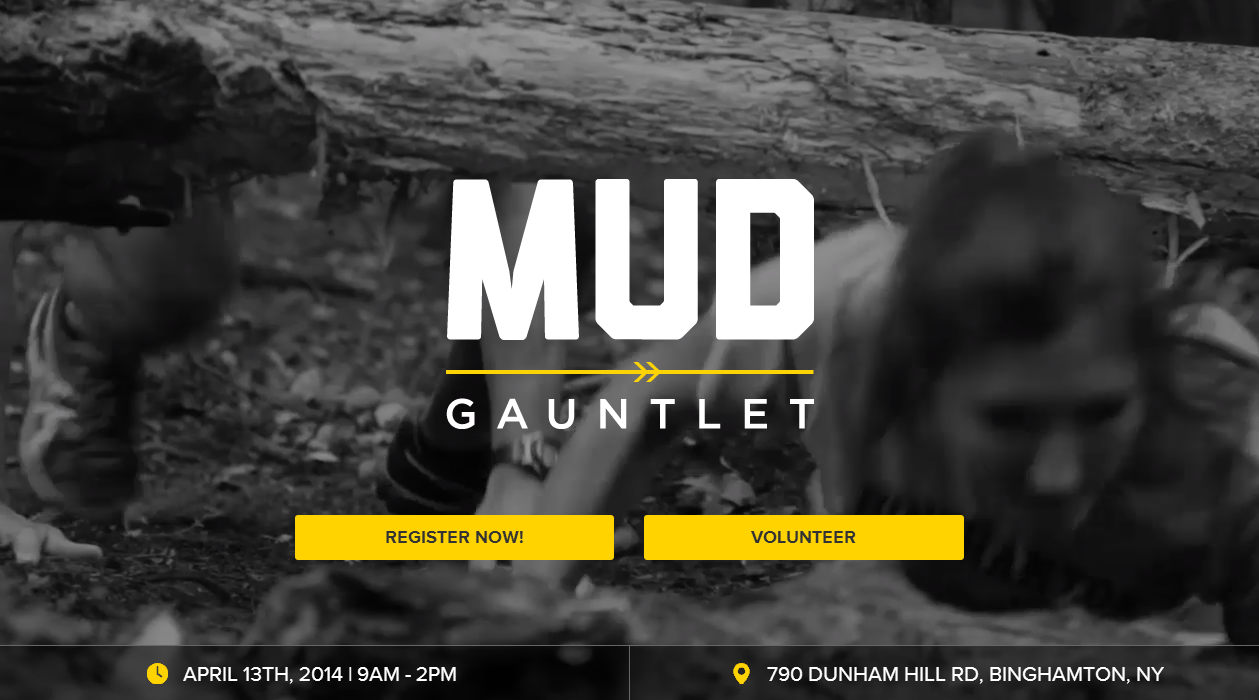 MUD
GAUNTLET
REGISTER NOW!
VOLUNTEER
APRIL 13TH, 2014 | 9AM - 2PM
790 DUNHAM HILL RD, BINGHAMTON, NY